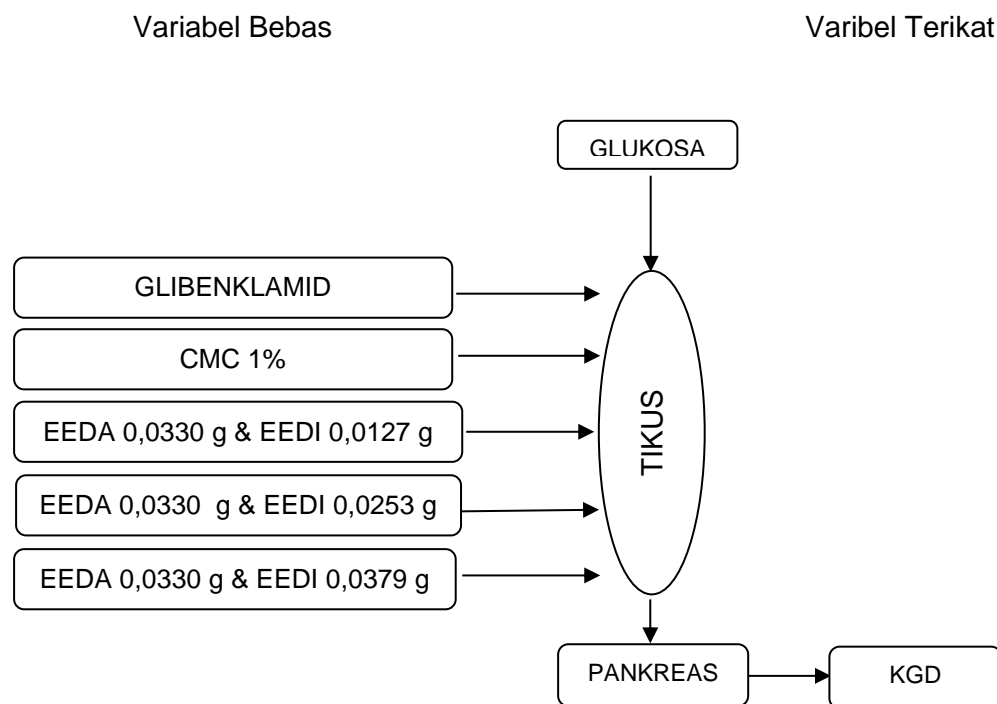 Variabel Bebas
Varibel Terikat
GLUKOSA
GLIBENKLAMID
CMC 1%
EEDA 0,0330 g & EEDI 0,0127 g
EEDA 0,0330 g & EEDI 0,0253 g
EEDA 0,0330 g & EEDI 0,0379 g
TIKUS
PANKREAS
KGD